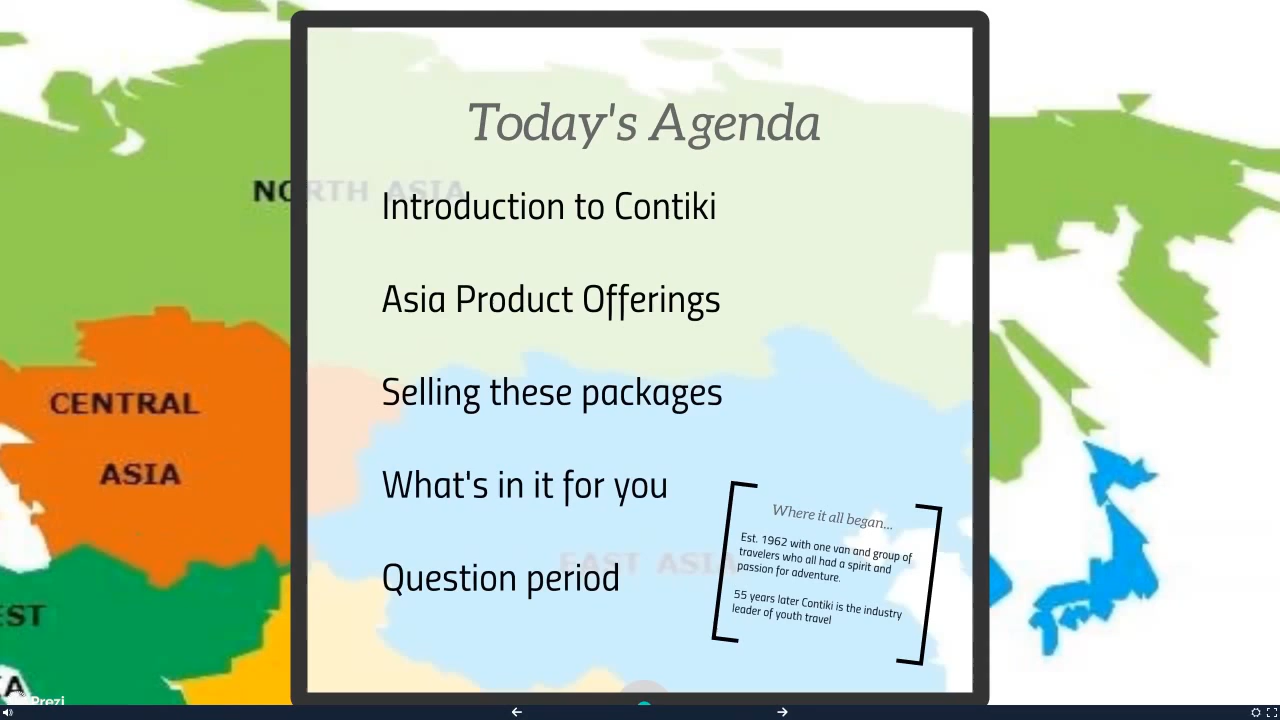 Today's Agenda
NORTH ASIA
Introduction to Contiki
Asia Product Offerings
Selling these packages
CENTRAL
ASIA
What's in it for you
Where it all began...
Est. 1962 with one van and group of
travelers who all had a spirit and
passion for adventure.
EAST ASIA
Question period
55 years later Contiki is the industry
leader of youth travel
EST
A
Prezi